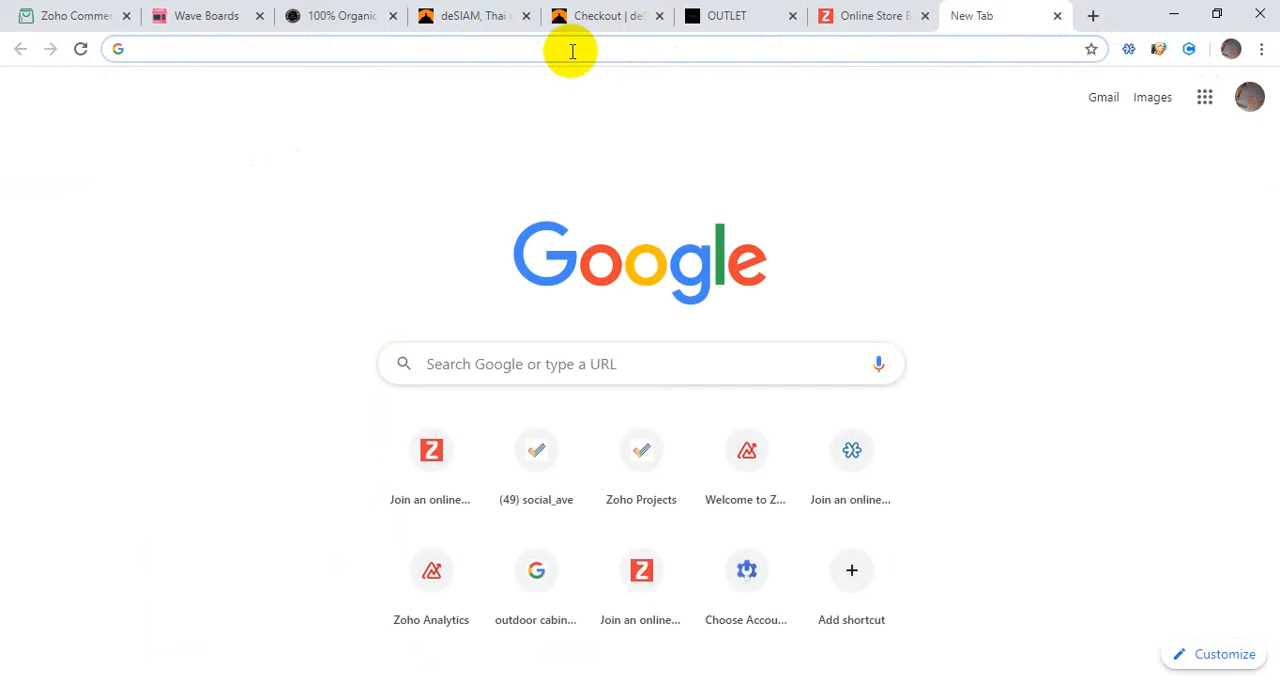 Zoho Commer
Wave Boards
100% Organic
deSIAM, Thai
Checkout | deS
OUTLET
Online Store B
New Tab
Gmail
Images
Google
Search Google or type a URL
Join an online...
(49) social_ave
Zoho Projects
Welcome to Z...
Join an online...
Zoho Analytics
outdoor cabin...
Join an online...
Choose Accou...
Add shortcut
Customize